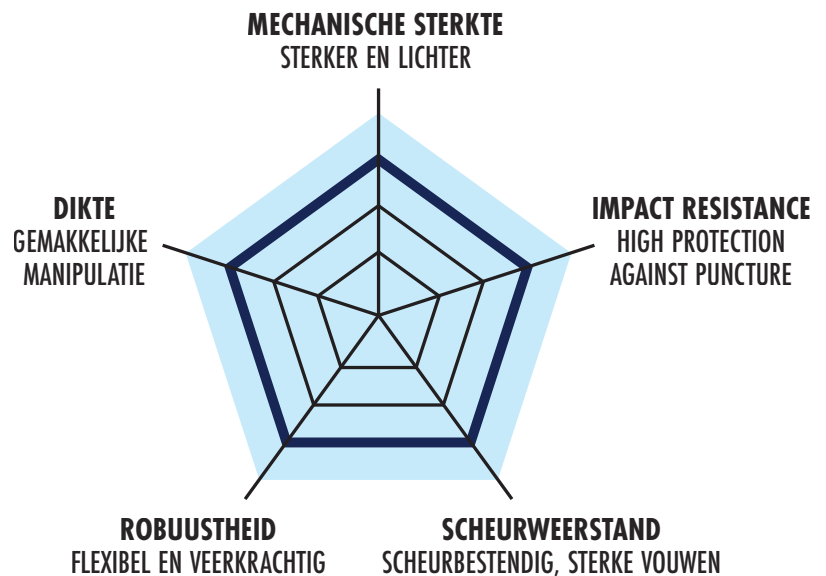 MECHANISCHE STERKTE
STERKER EN LICHTER
DIKTE
GEMAKKELIJKE
MANIPULATIE
IMPACT RESISTANCE
HIGH PROTECTION
AGAINST PUNCTURE
ROBUUSTHEID
FLEXIBEL EN VEERKRACHTIG
SCHEURWEERSTAND
SCHEURBESTENDIG, STERKE VOUWEN